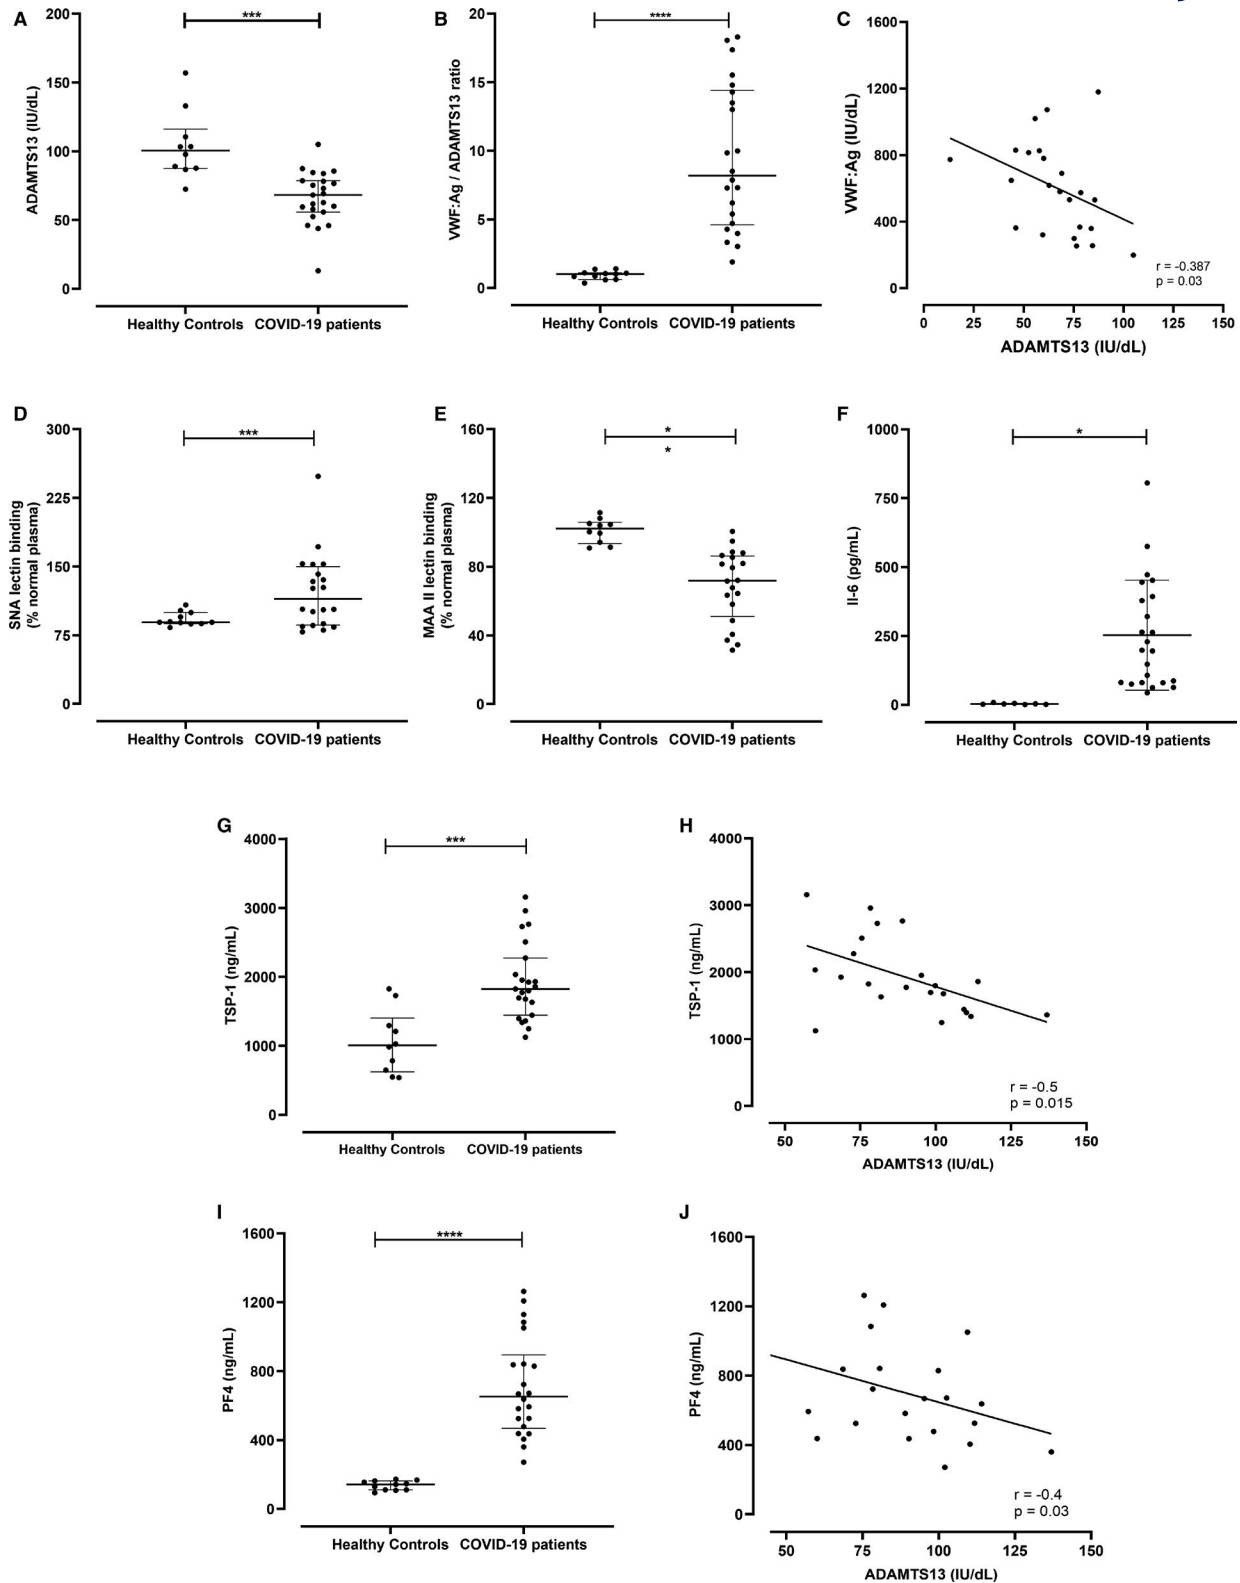 A
***
200
150
100
50
0
ADAMTS13 (IU/dL)
Healthy Controls
COVID-19 patients
B
****
20
15
10
5
0
VWF:Ag / ADAMTS13 ratio
Healthy Controls
COVID-19 patients
C
1600
1200
800
400
0
VWF:Ag (IU/dL)
r = -0.387
p = 0.03
0 25 50 75 100 125 150
ADAMTS13 (IU/dL)
D
***
300
225
150
75
0
SNA lectin binding
(% normal plasma)
Healthy Controls
COVID-19 patients
E
*
*
160
120
80
40
0
MAA II lectin binding
(% normal plasma)
Healthy Controls
COVID-19 patients
F
*
1000
750
500
250
0
Il-6 (pg/mL)
Healthy Controls
COVID-19 patients
G
***
4000
3000
2000
1000
0
TSP-1 (ng/mL)
Healthy Controls
COVID-19 patients
H
4000
3000
2000
1000
0
TSP-1 (ng/mL)
r = -0.5
p = 0.015
50 75 100 125 150
ADAMTS13 (IU/dL)
I
****
1600
1200
800
400
0
PF4 (ng/mL)
Healthy Controls
COVID-19 patients
J
1600
1200
800
400
0
PF4 (ng/mL)
r = -0.4
p = 0.03
50 75 100 125 150
ADAMTS13 (IU/dL)